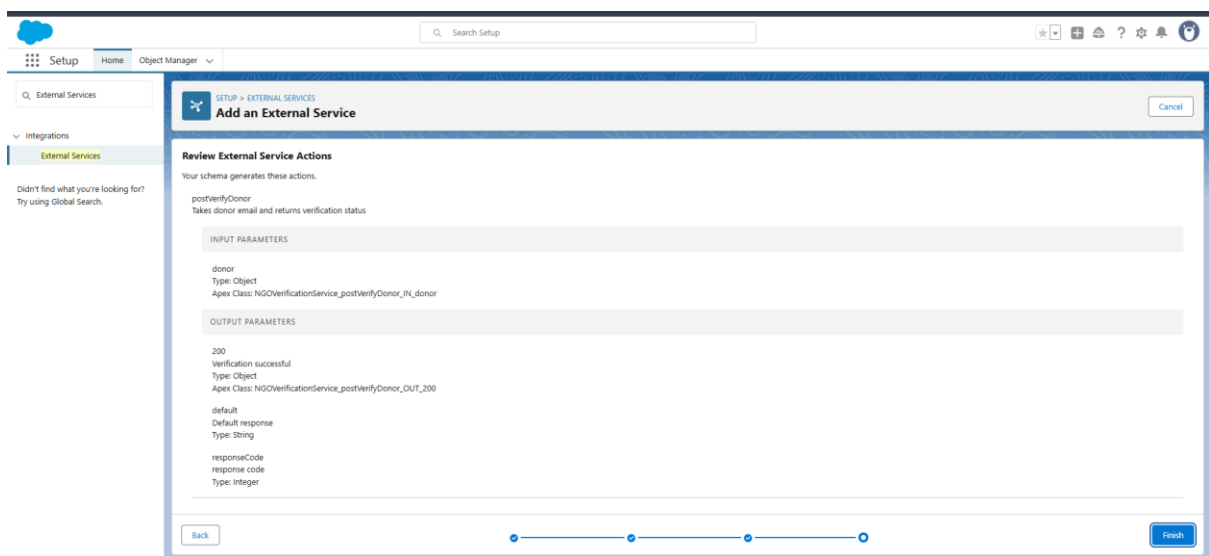 Search Setup
Setup
Home
Object Manager
External Services
Integrations
External Services
Didn't find what you're looking for?
Try using Global Search.
SETUP > EXTERNAL SERVICES
Add an External Service
Cancel
Review External Service Actions
Your schema generates these actions.
postVerifyDonor
Takes donor email and returns verification status
INPUT PARAMETERS
donor
Type: Object
Apex Class: NGOVerificationService_postVerifyDonor_IN_donor
OUTPUT PARAMETERS
200
Verification successful
Type: Object
Apex Class: NGOVerificationService_postVerifyDonor_OUT_200
default
Default response
Type: String
responseCode
response code
Type: Integer
Back
Finish